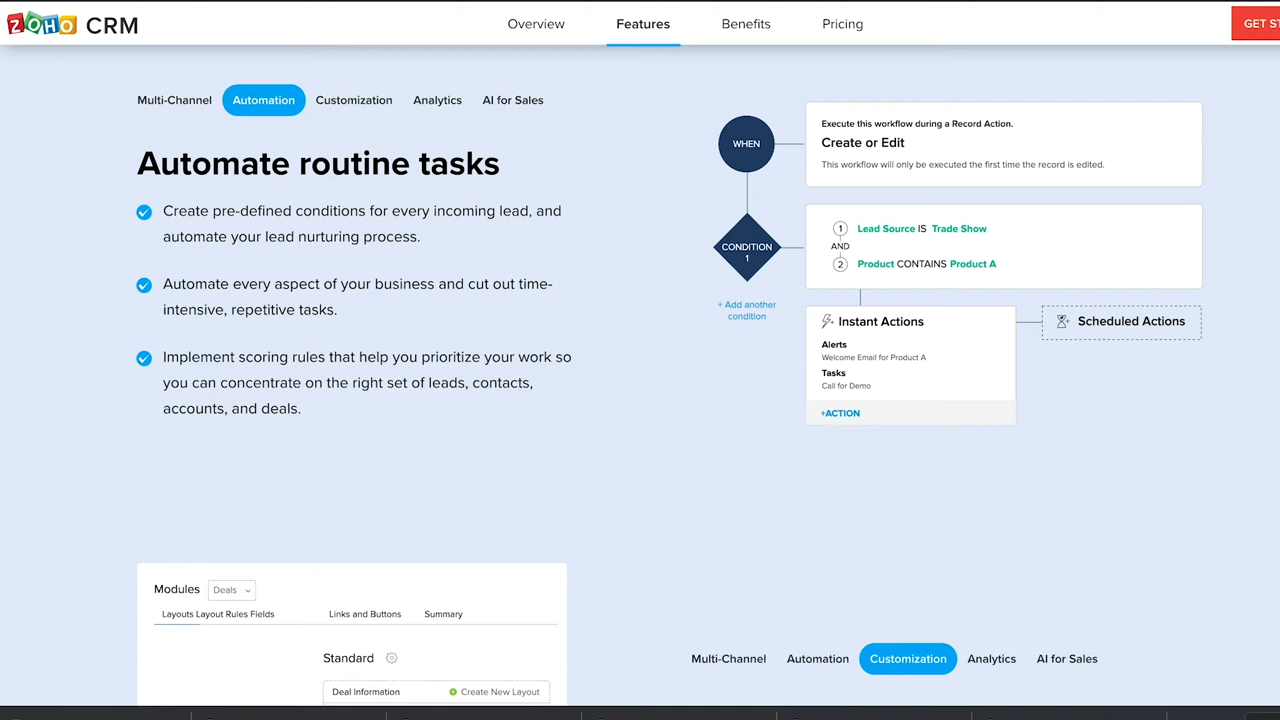 ZOHO CRM
Overview
Features
Benefits
Pricing
GET ST
Multi-Channel
Automation
Customization
Analytics
AI for Sales
Automate routine tasks
Create pre-defined conditions for every incoming lead, and
automate your lead nurturing process.
Automate every aspect of your business and cut out time-
intensive, repetitive tasks.
Implement scoring rules that help you prioritize your work so
you can concentrate on the right set of leads, contacts,
accounts, and deals.
WHEN
Execute this workflow during a Record Action.
Create or Edit
This workflow will only be executed the first time the record is edited.
CONDITION
1
1 Lead Source IS Trade Show
AND
2 Product CONTAINS Product A
+ Add another
condition
Instant Actions
Alerts
Welcome Email for Product A
Tasks
Call for Demo
+ACTION
Scheduled Actions
Modules
Deals
Layouts Layout Rules Fields
Links and Buttons
Summary
Standard
Deal Information
Create New Layout
Multi-Channel
Automation
Customization
Analytics
AI for Sales